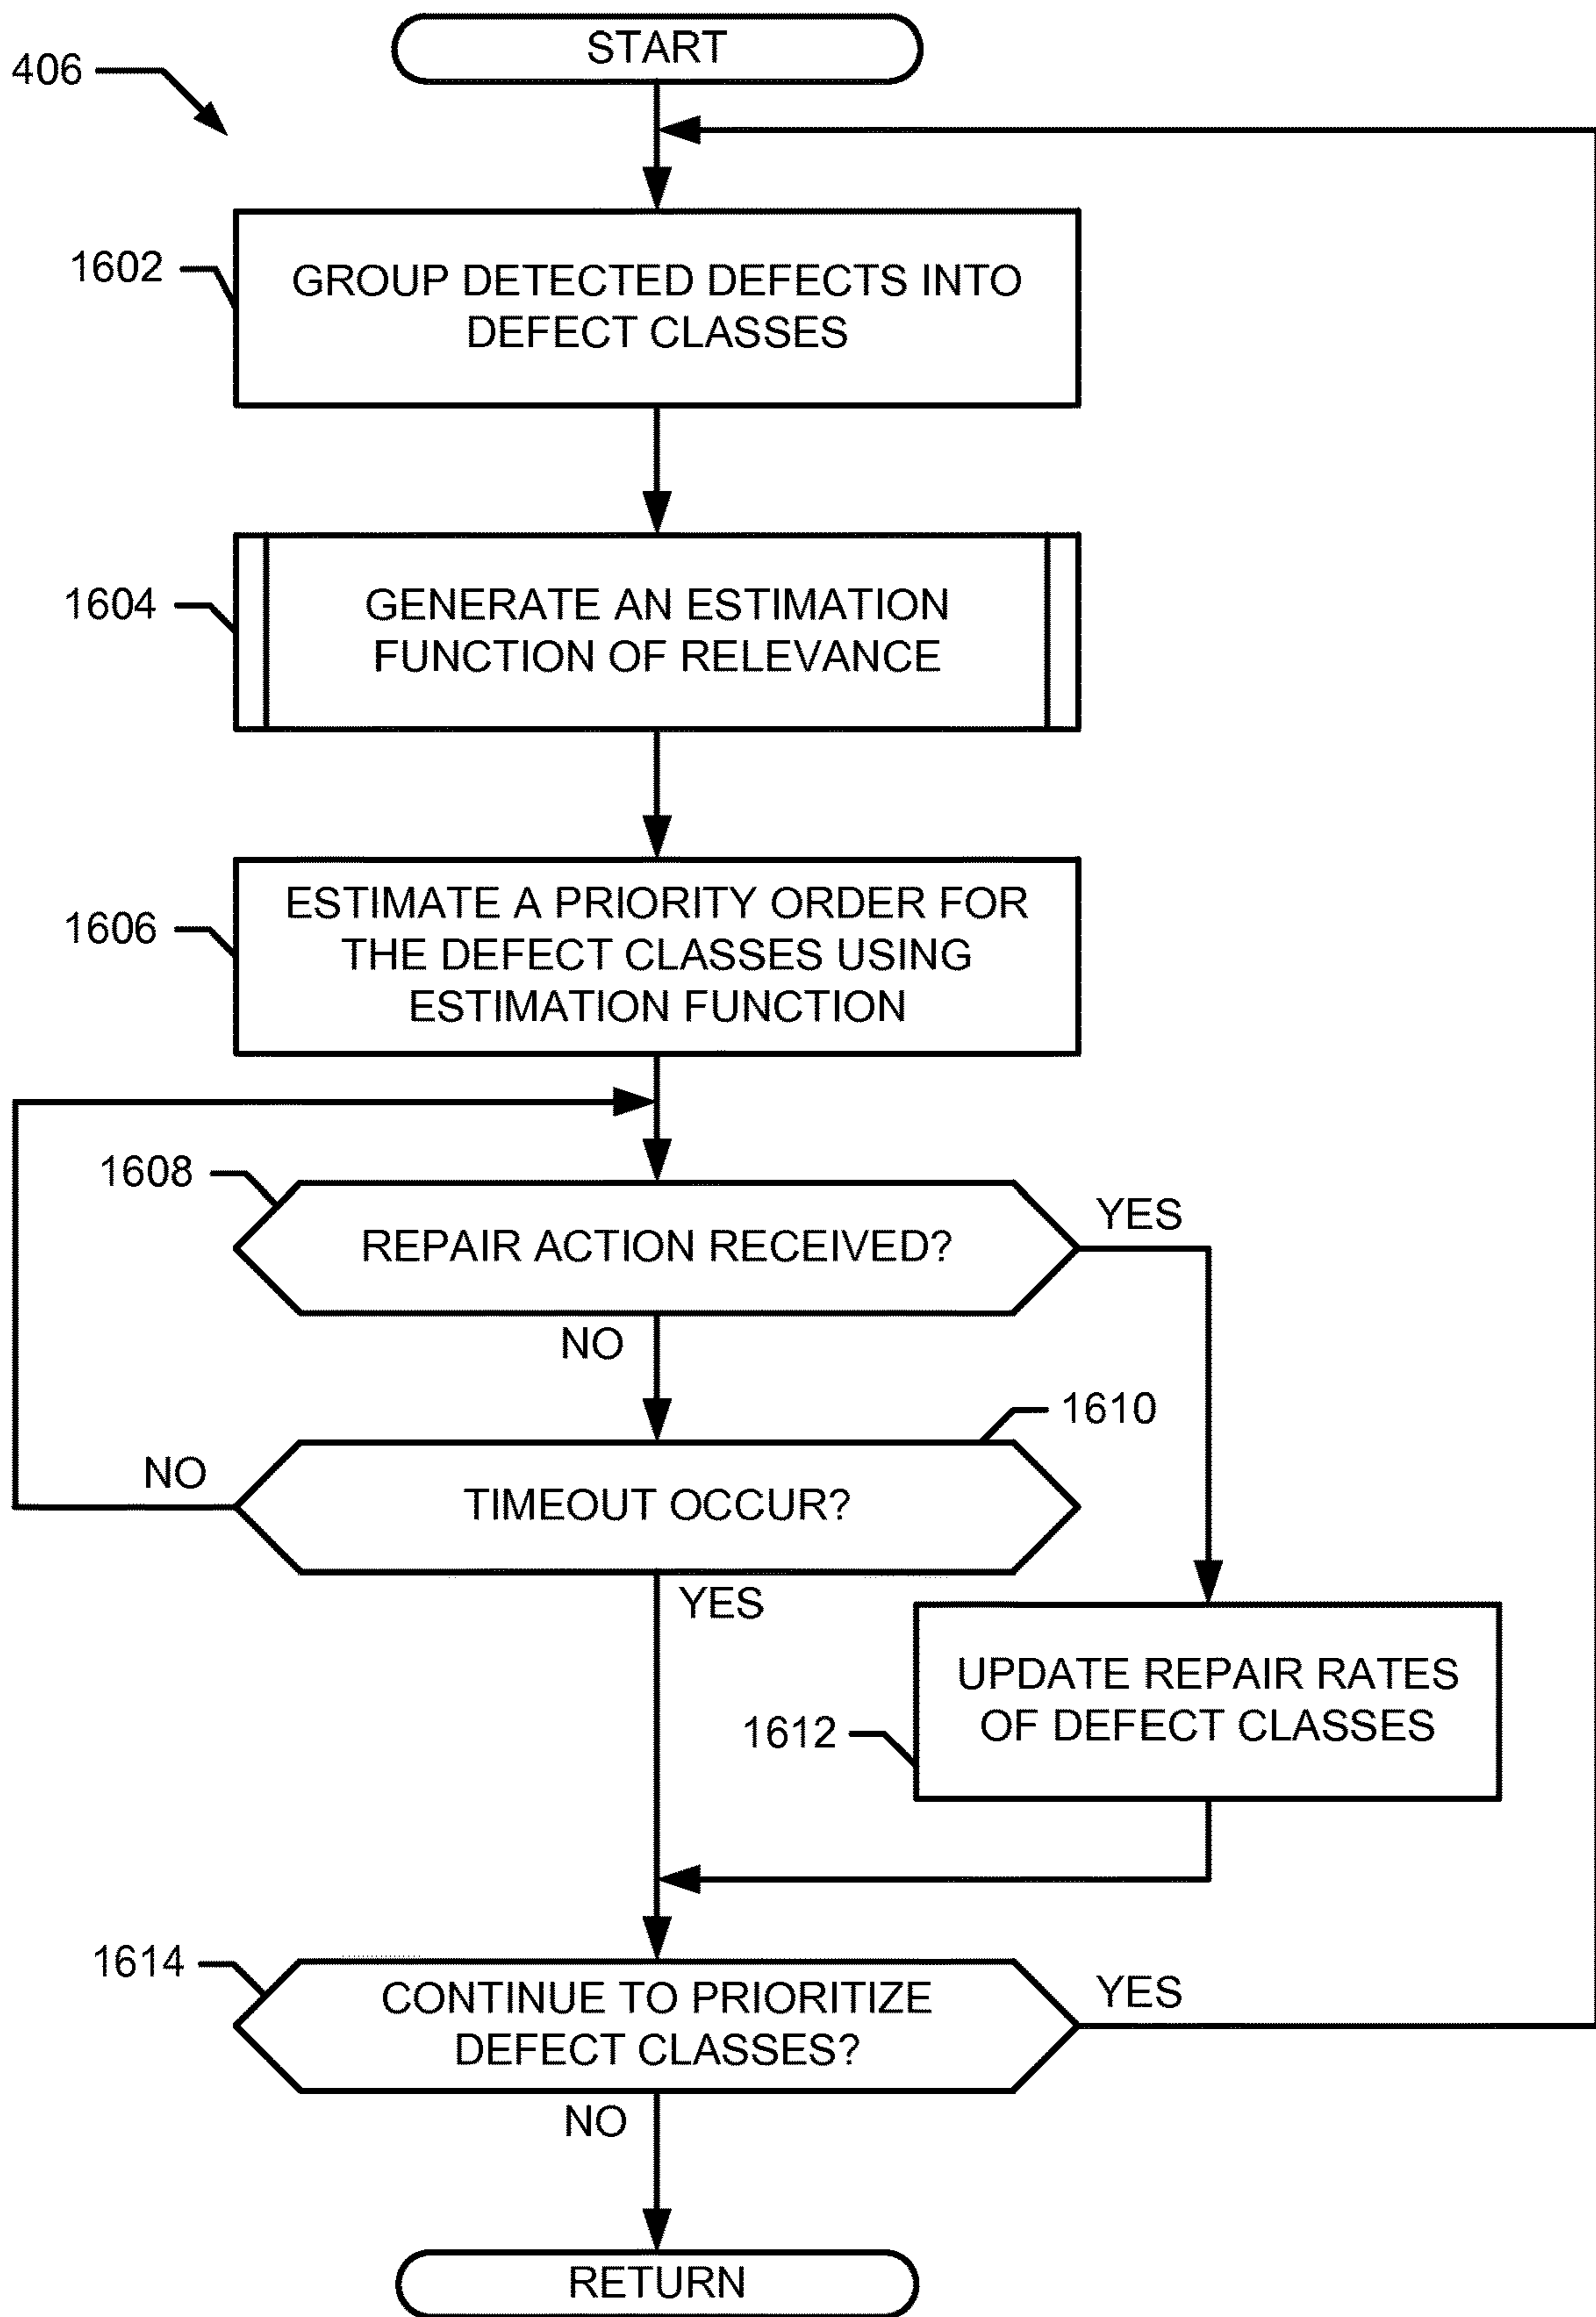 START
406
1602
GROUP DETECTED DEFECTS INTO
DEFECT CLASSES
1604
GENERATE AN ESTIMATION
FUNCTION OF RELEVANCE
1606
ESTIMATE A PRIORITY ORDER FOR
THE DEFECT CLASSES USING
ESTIMATION FUNCTION
1608
REPAIR ACTION RECEIVED?
YES
NO
1610
NO
TIMEOUT OCCUR?
YES
UPDATE REPAIR RATES
OF DEFECT CLASSES
1612
1614
CONTINUE TO PRIORITIZE
DEFECT CLASSES?
YES
NO
RETURN